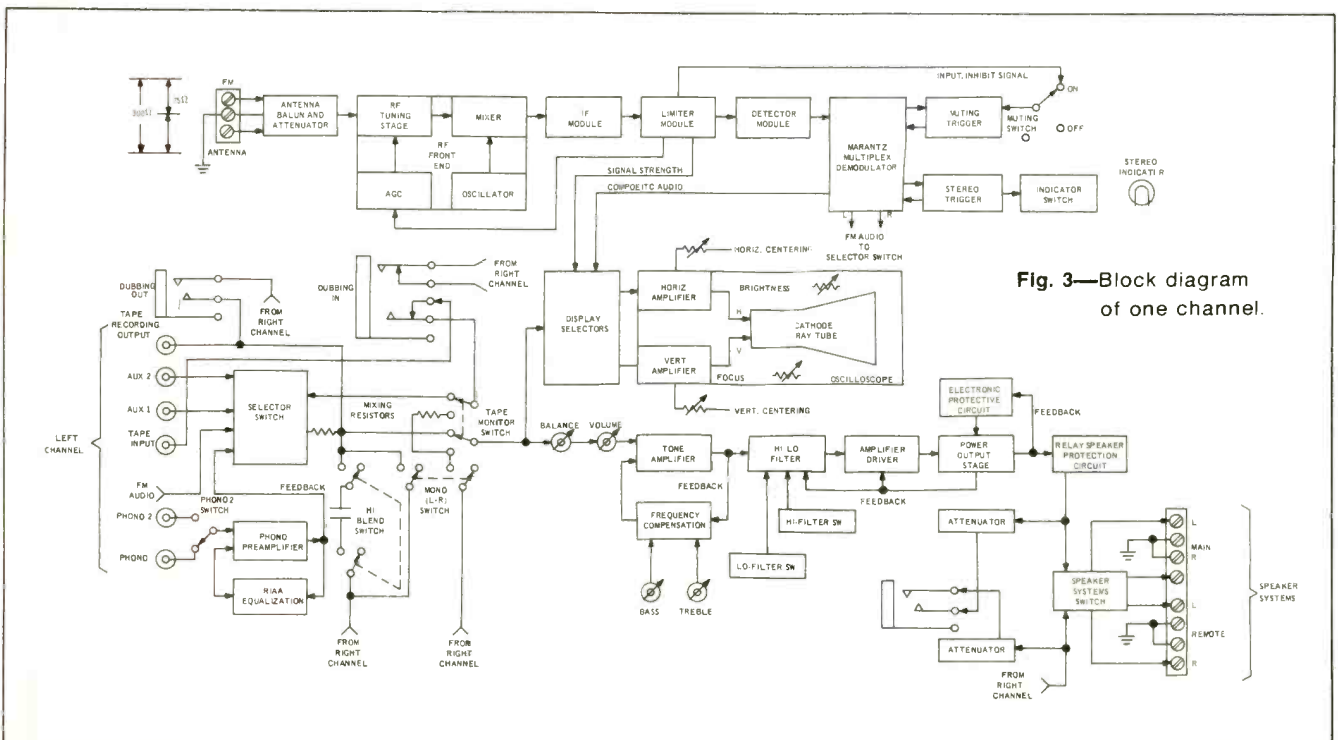 FM
300Ω
75Ω
ANTENNA
ANTENNA
BALUN AND
ATTENUATOR
RF
TUNING
STAGE
MIXER
RF
FRONT
END
AGC
OSCILLATOR
IF
MODULE
LIMITER
MODULE
DETECTOR
MODULE
MARANTZ
MULTIPLEX
DEMODULATOR
INPUT, INHIBIT SIGNAL
MUTING
TRIGGER
MUTING
SWITCH
ON
OFF
STEREO
TRIGGER
INDICATOR
SWITCH
STEREO
INDICAT R
SIGNAL STRENGTH
COMPOEITC AUDIO
L
R
FM AUDIO
TO
SELECTOR SWITCH
Fig. 3—Block diagram
of one channel.
DUBBING
OUT
FROM
RIGHT
CHANNEL
DUBBING
IN
FROM
RIGHT
CHANNEL
DISPLAY
SELECTORS
HORIZ
AMPLIFIER
HORIZ. CENTERING
BRIGHTNESS
H
CATHODE
RAY TUBE
V
VERT
AMPLIFIER
FOCUS
OSCILLOSCOPE
VERT. CENTERING
TAPE
RECORDING
OUTPUT
AUX 2
AUX 1
TAPE
INPUT
LEFT
CHANNEL
FM
AUDIO
PHONO 2
PHONO 2
SWITCH
PHONO
SELECTOR
SWITCH
MIXING
RESISTORS
TAPE
MONITOR
SWITCH
FEEDBACK
PHONO
PREAMPLIFIER
RIAA
EQUALIZATION
HI
BLEND
SWITCH
MONO
(L-R)
SWITCH
FROM
RIGHT
CHANNEL
FROM
RIGHT
CHANNEL
BALANCE
VOLUME
TONE
AMPLIFIER
FEEDBACK
FREQUENCY
COMPENSATION
BASS
TREBLE
HI LO
FILTER
HI-FILTER SW
LO-FILTER SW
AMPLIFIER
DRIVER
FEEDBACK
ELECTRONIC
PROTECTIVE
CIRCUIT
FEEDBACK
POWER
OUTPUT
STAGE
RELAY SPEAKER
PROTECTION
CIRCUIT
ATTENUATOR
ATTENUATOR
SPEAKER
SYSTEMS
SWITCH
FROM
RIGHT
CHANNEL
L
MAIN
R
L
REMOTE
R
SPEAKER
SYSTEMS